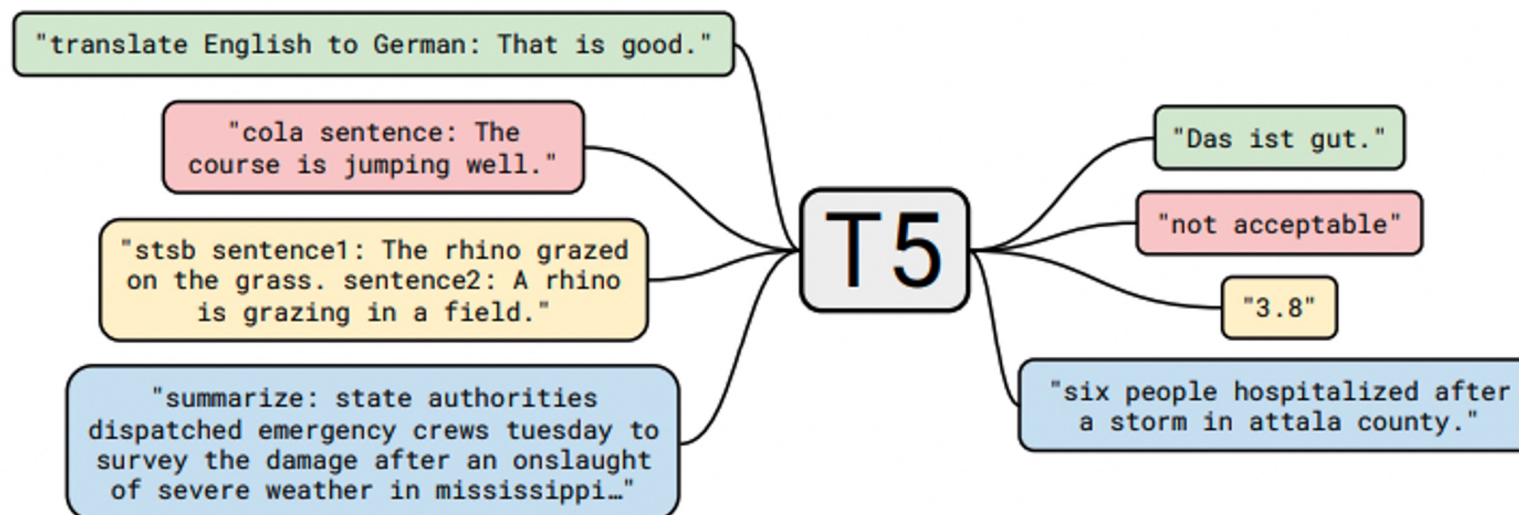 "translate English to German: That is good."
"cola sentence: The
course is jumping well."
"stsb sentence1: The rhino grazed
on the grass. sentence2: A rhino
is grazing in a field."
"summarize: state authorities
dispatched emergency crews tuesday to
survey the damage after an onslaught
of severe weather in mississippi…"
T5
"Das ist gut."
"not acceptable"
"3.8"
"six people hospitalized after
a storm in attala county."